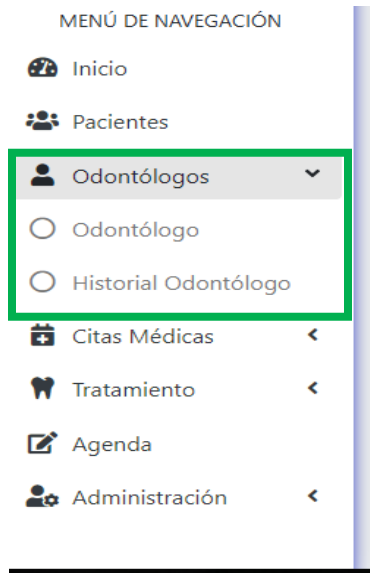 MENÚ DE NAVEGACIÓN
Inicio
Pacientes
Odontólogos
Odontólogo
Historial Odontólogo
Citas Médicas
Tratamiento
Agenda
Administración